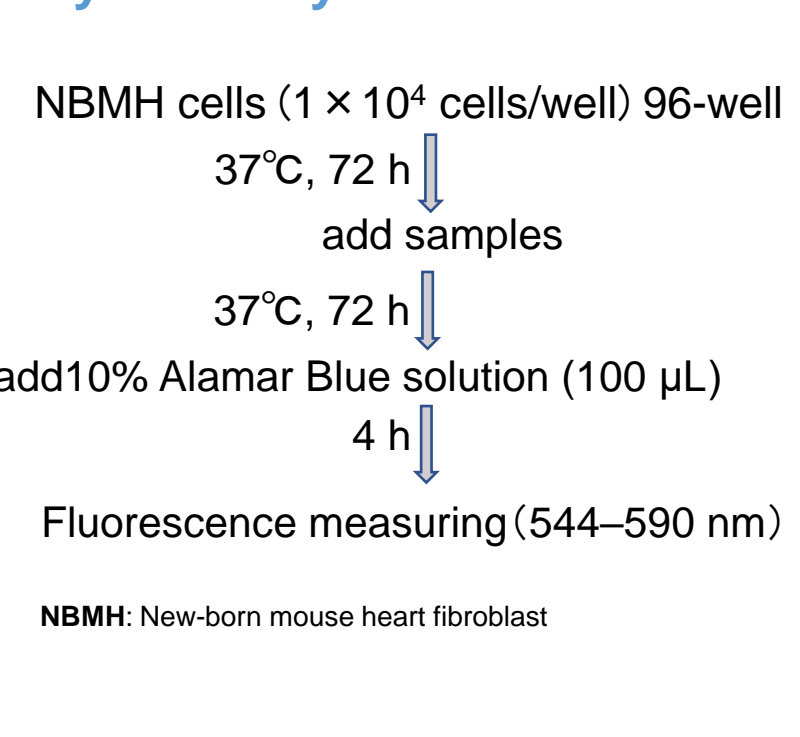 NBMH cells（1×10⁴ cells/well）96-well
37℃, 72 h
add samples
37℃, 72 h
add10% Alamar Blue solution (100 µL)
4 h
Fluorescence measuring（544–590 nm）
NBMH: New-born mouse heart fibroblast